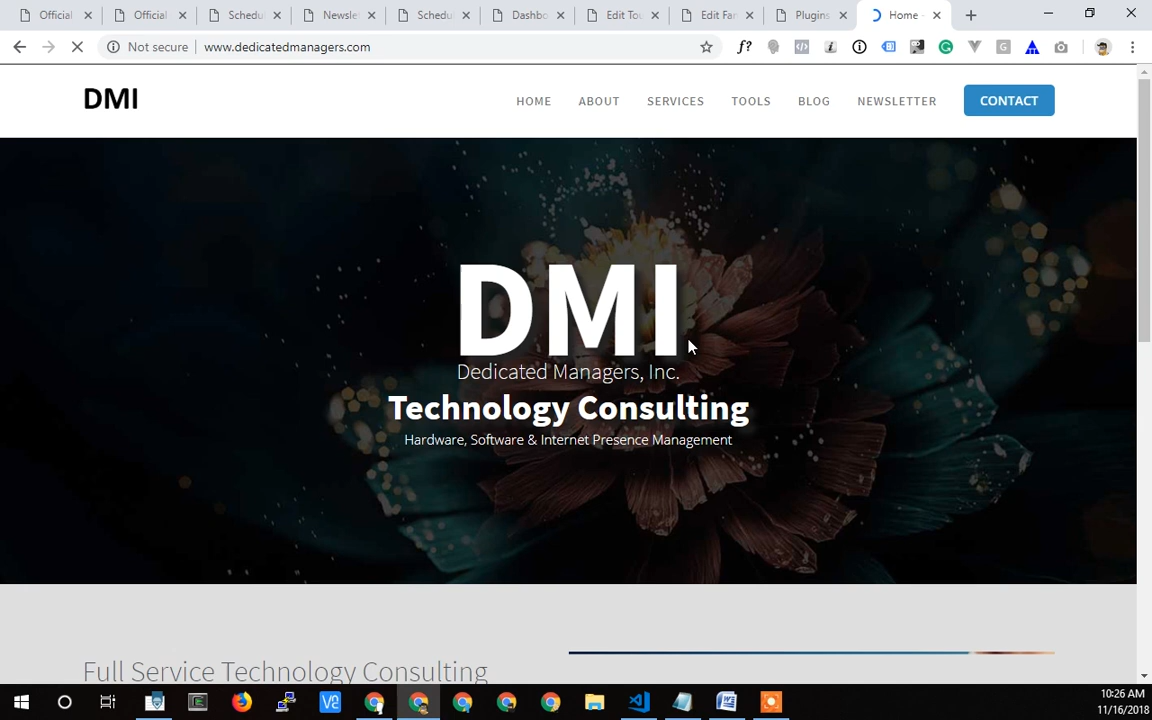 Official
Official
Schedu
Newsle
Schedu
Dashbo
Edit Tou
Edit Far
Plugins
Home -
Not secure
www.dedicatedmanagers.com
f?
DMI
HOME
ABOUT
SERVICES
TOOLS
BLOG
NEWSLETTER
CONTACT
DMI
Dedicated Managers, Inc.
Technology Consulting
Hardware, Software & Internet Presence Management
Full Service Technology Consulting
10:26 AM
11/16/2018